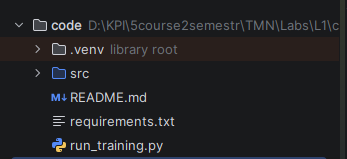 code D:\KPI\5course2semestr\TMN\Labs\L1\c
.venv library root
src
README.md
requirements.txt
run_training.py